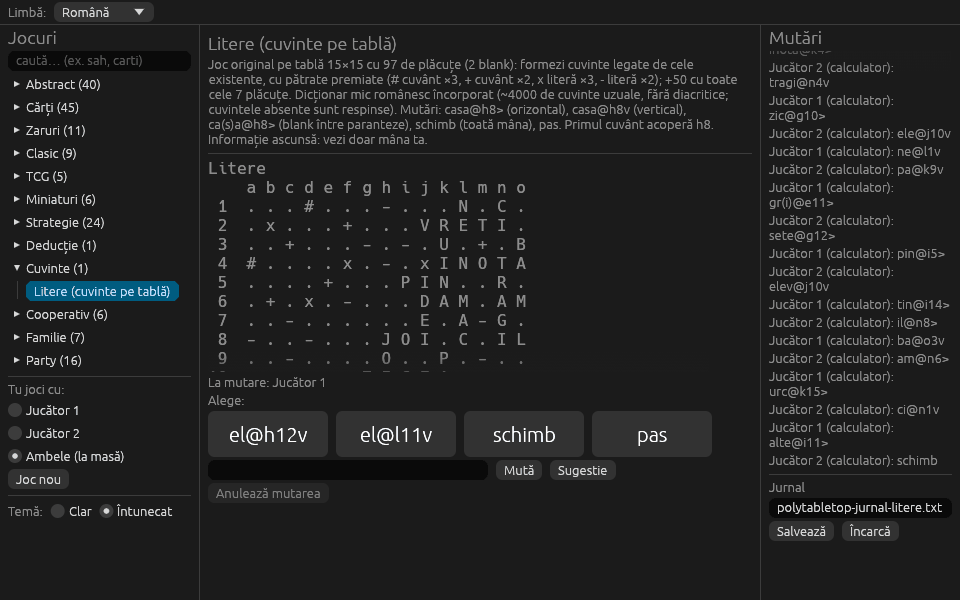 Limbă: Română
Jocuri
caută… (ex. sah, carti)
Abstract (40)
Cărți (45)
Zaruri (11)
Clasic (9)
TCG (5)
Miniaturi (6)
Strategie (24)
Deducție (1)
Cuvinte (1)
Litere (cuvinte pe tablă)
Cooperativ (6)
Familie (7)
Party (16)
Tu joci cu:
Jucător 1
Jucător 2
Ambele (la masă)
Joc nou
Temă: Clar Întunecat
Litere (cuvinte pe tablă)
Joc original pe tablă 15×15 cu 97 de plăcuțe (2 blank): formezi cuvinte legate de cele
existente, cu pătrate premiate (# cuvânt ×3, + cuvânt ×2, x literă ×3, - literă ×2); +50 cu toate
cele 7 plăcuțe. Dicționar mic românesc încorporat (~4000 de cuvinte uzuale, fără diacritice;
cuvintele absente sunt respinse). Mutări: casa@h8> (orizontal), casa@h8v (vertical),
ca(s)a@h8> (blank între paranteze), schimb (toată mâna), pas. Primul cuvânt acoperă h8.
Informație ascunsă: vezi doar mâna ta.
Litere
a b c d e f g h i j k l m n o
1 . . . # . . . - . . . N . C .
2 . x . . . + . . . V R E T I .
3 . . + . . . - . - . U . + . B
4 # . . . . x . - . x I N O T A
5 . . . . + . . . P I N . . R .
6 . + . x . - . . . D A M . A M
7 . . - . . . . . . E . A - G .
8 - . . - . . . J O I . C . I L
9 . . - . . . . O . . P . - . .
La mutare: Jucător 1
Alege:
el@h12v el@l11v schimb pas
Mută Sugestie
Anulează mutarea
Mutări
Jucător 2 (calculator):
tragi@n4v
Jucător 1 (calculator):
zic@g10>
Jucător 2 (calculator): ele@j10v
Jucător 1 (calculator): ne@l1v
Jucător 2 (calculator): pa@k9v
Jucător 1 (calculator):
gr(i)@e11>
Jucător 2 (calculator):
sete@g12>
Jucător 1 (calculator): pin@i5>
Jucător 2 (calculator):
elev@j10v
Jucător 1 (calculator): tin@i14>
Jucător 2 (calculator): il@n8>
Jucător 1 (calculator): ba@o3v
Jucător 2 (calculator): am@n6>
Jucător 1 (calculator):
urc@k15>
Jucător 2 (calculator): ci@n1v
Jucător 1 (calculator):
alte@i11>
Jucător 2 (calculator): schimb
Jurnal
polytabletop-jurnal-litere.txt
Salvează Încarcă